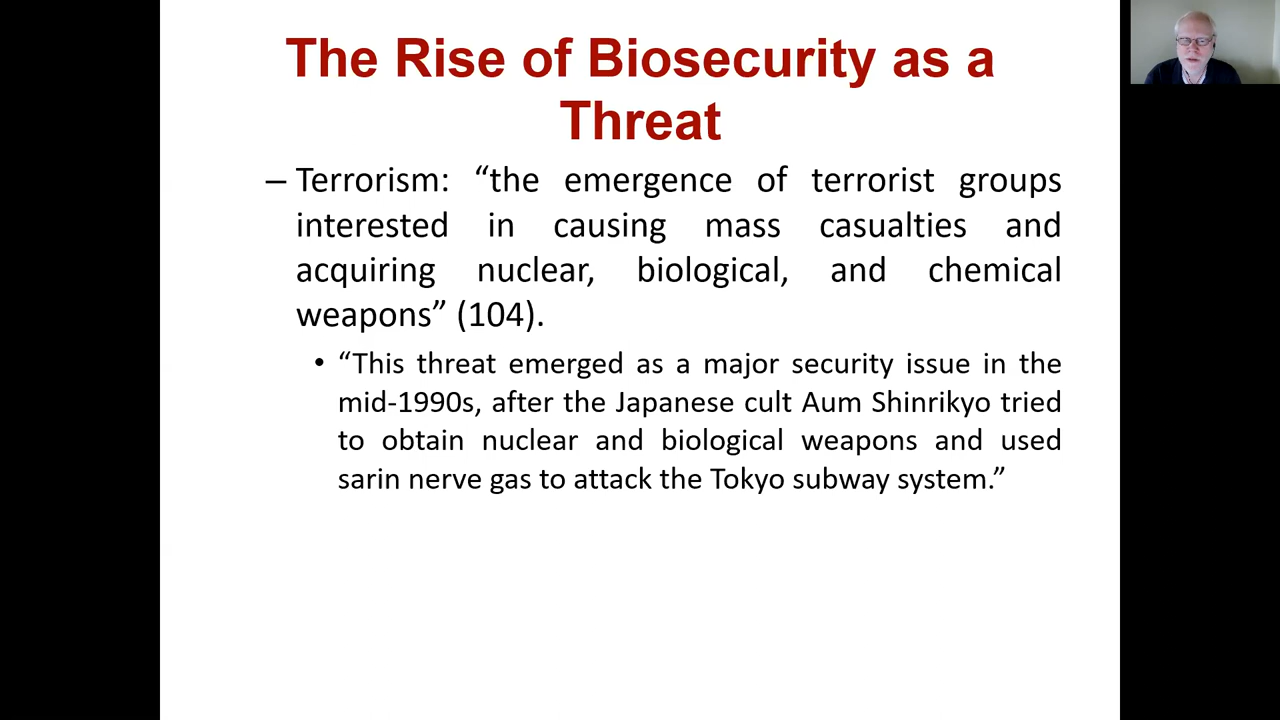 The Rise of Biosecurity as a
Threat
– Terrorism: “the emergence of terrorist groups
interested in causing mass casualties and
acquiring nuclear, biological, and chemical
weapons” (104).
• “This threat emerged as a major security issue in the
mid-1990s, after the Japanese cult Aum Shinrikyo tried
to obtain nuclear and biological weapons and used
sarin nerve gas to attack the Tokyo subway system.”